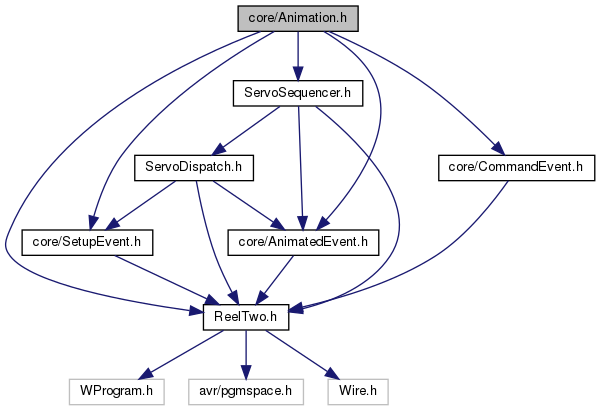 core/Animation.h
ServoSequencer.h
ServoDispatch.h
core/CommandEvent.h
core/SetupEvent.h
core/AnimatedEvent.h
ReelTwo.h
WProgram.h
avr/pgmspace.h
Wire.h